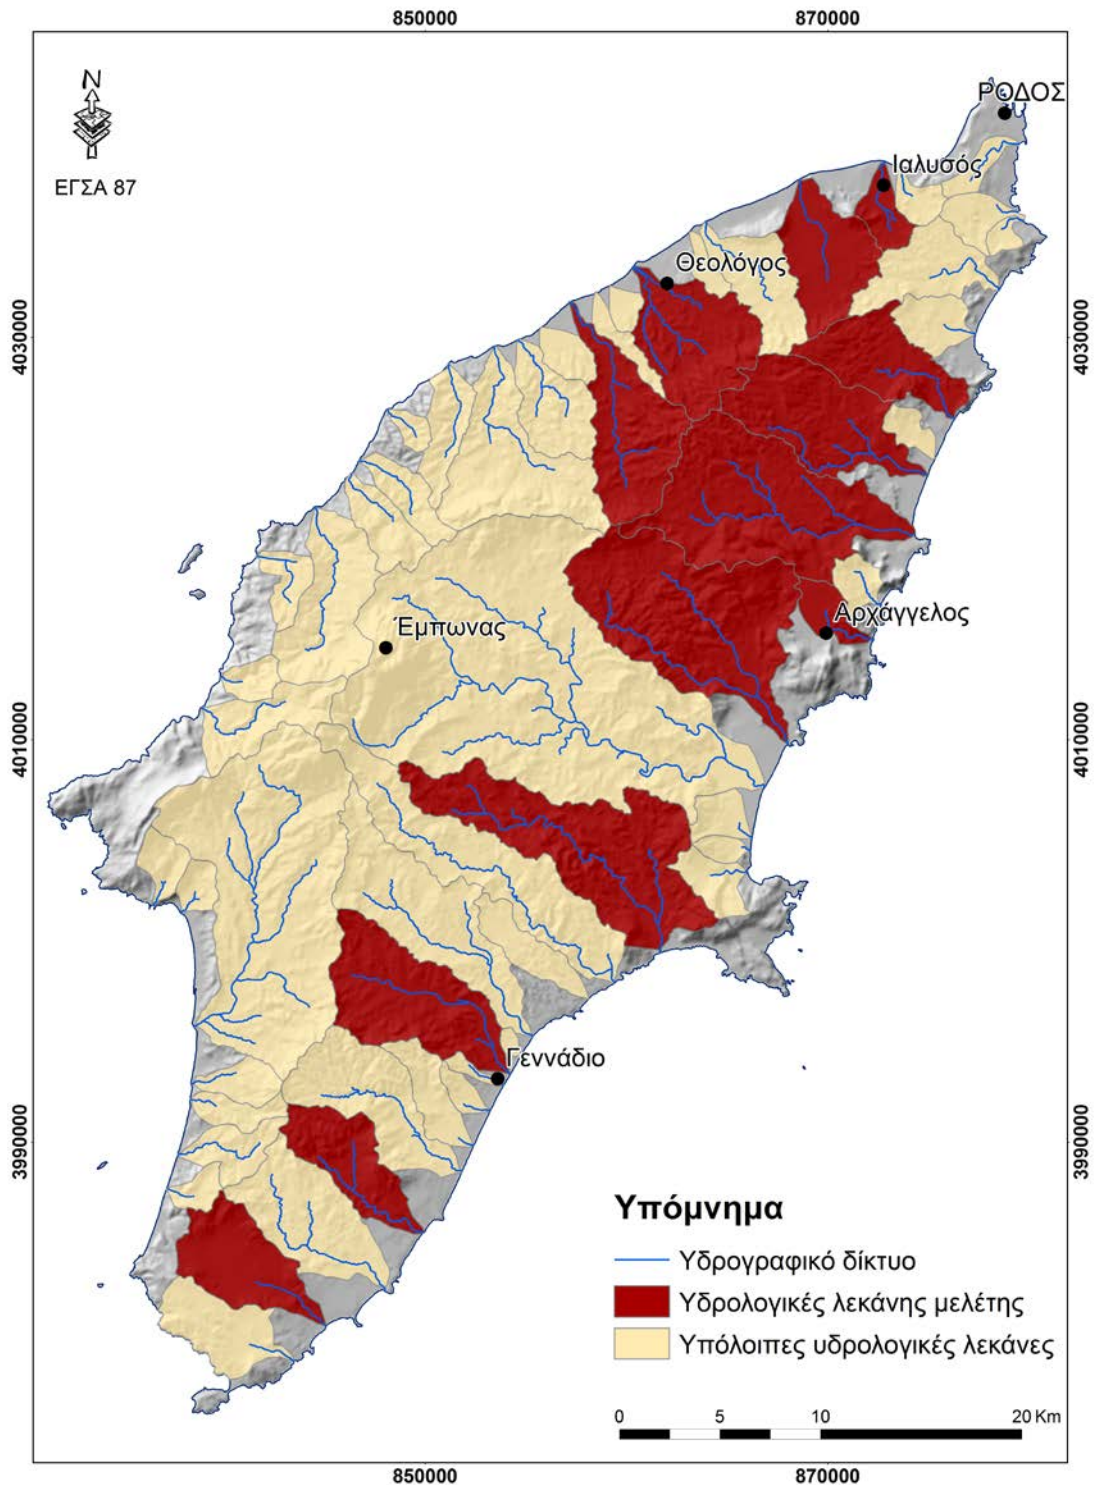 850000 870000
N
ΕΓΣΑ 87
ΡΟΔΟΣ
Ιαλυσός
Θεολόγος
4030000 4030000
Αρχάγγελος
Έμπωνας
4010000 4010000
Γεννάδιο
3990000 3990000
Υπόμνημα
Υδρογραφικό δίκτυο
Υδρολογικές λεκάνης μελέτης
Υπόλοιπες υδρολογικές λεκάνες
0 5 10 20 Km
850000 870000